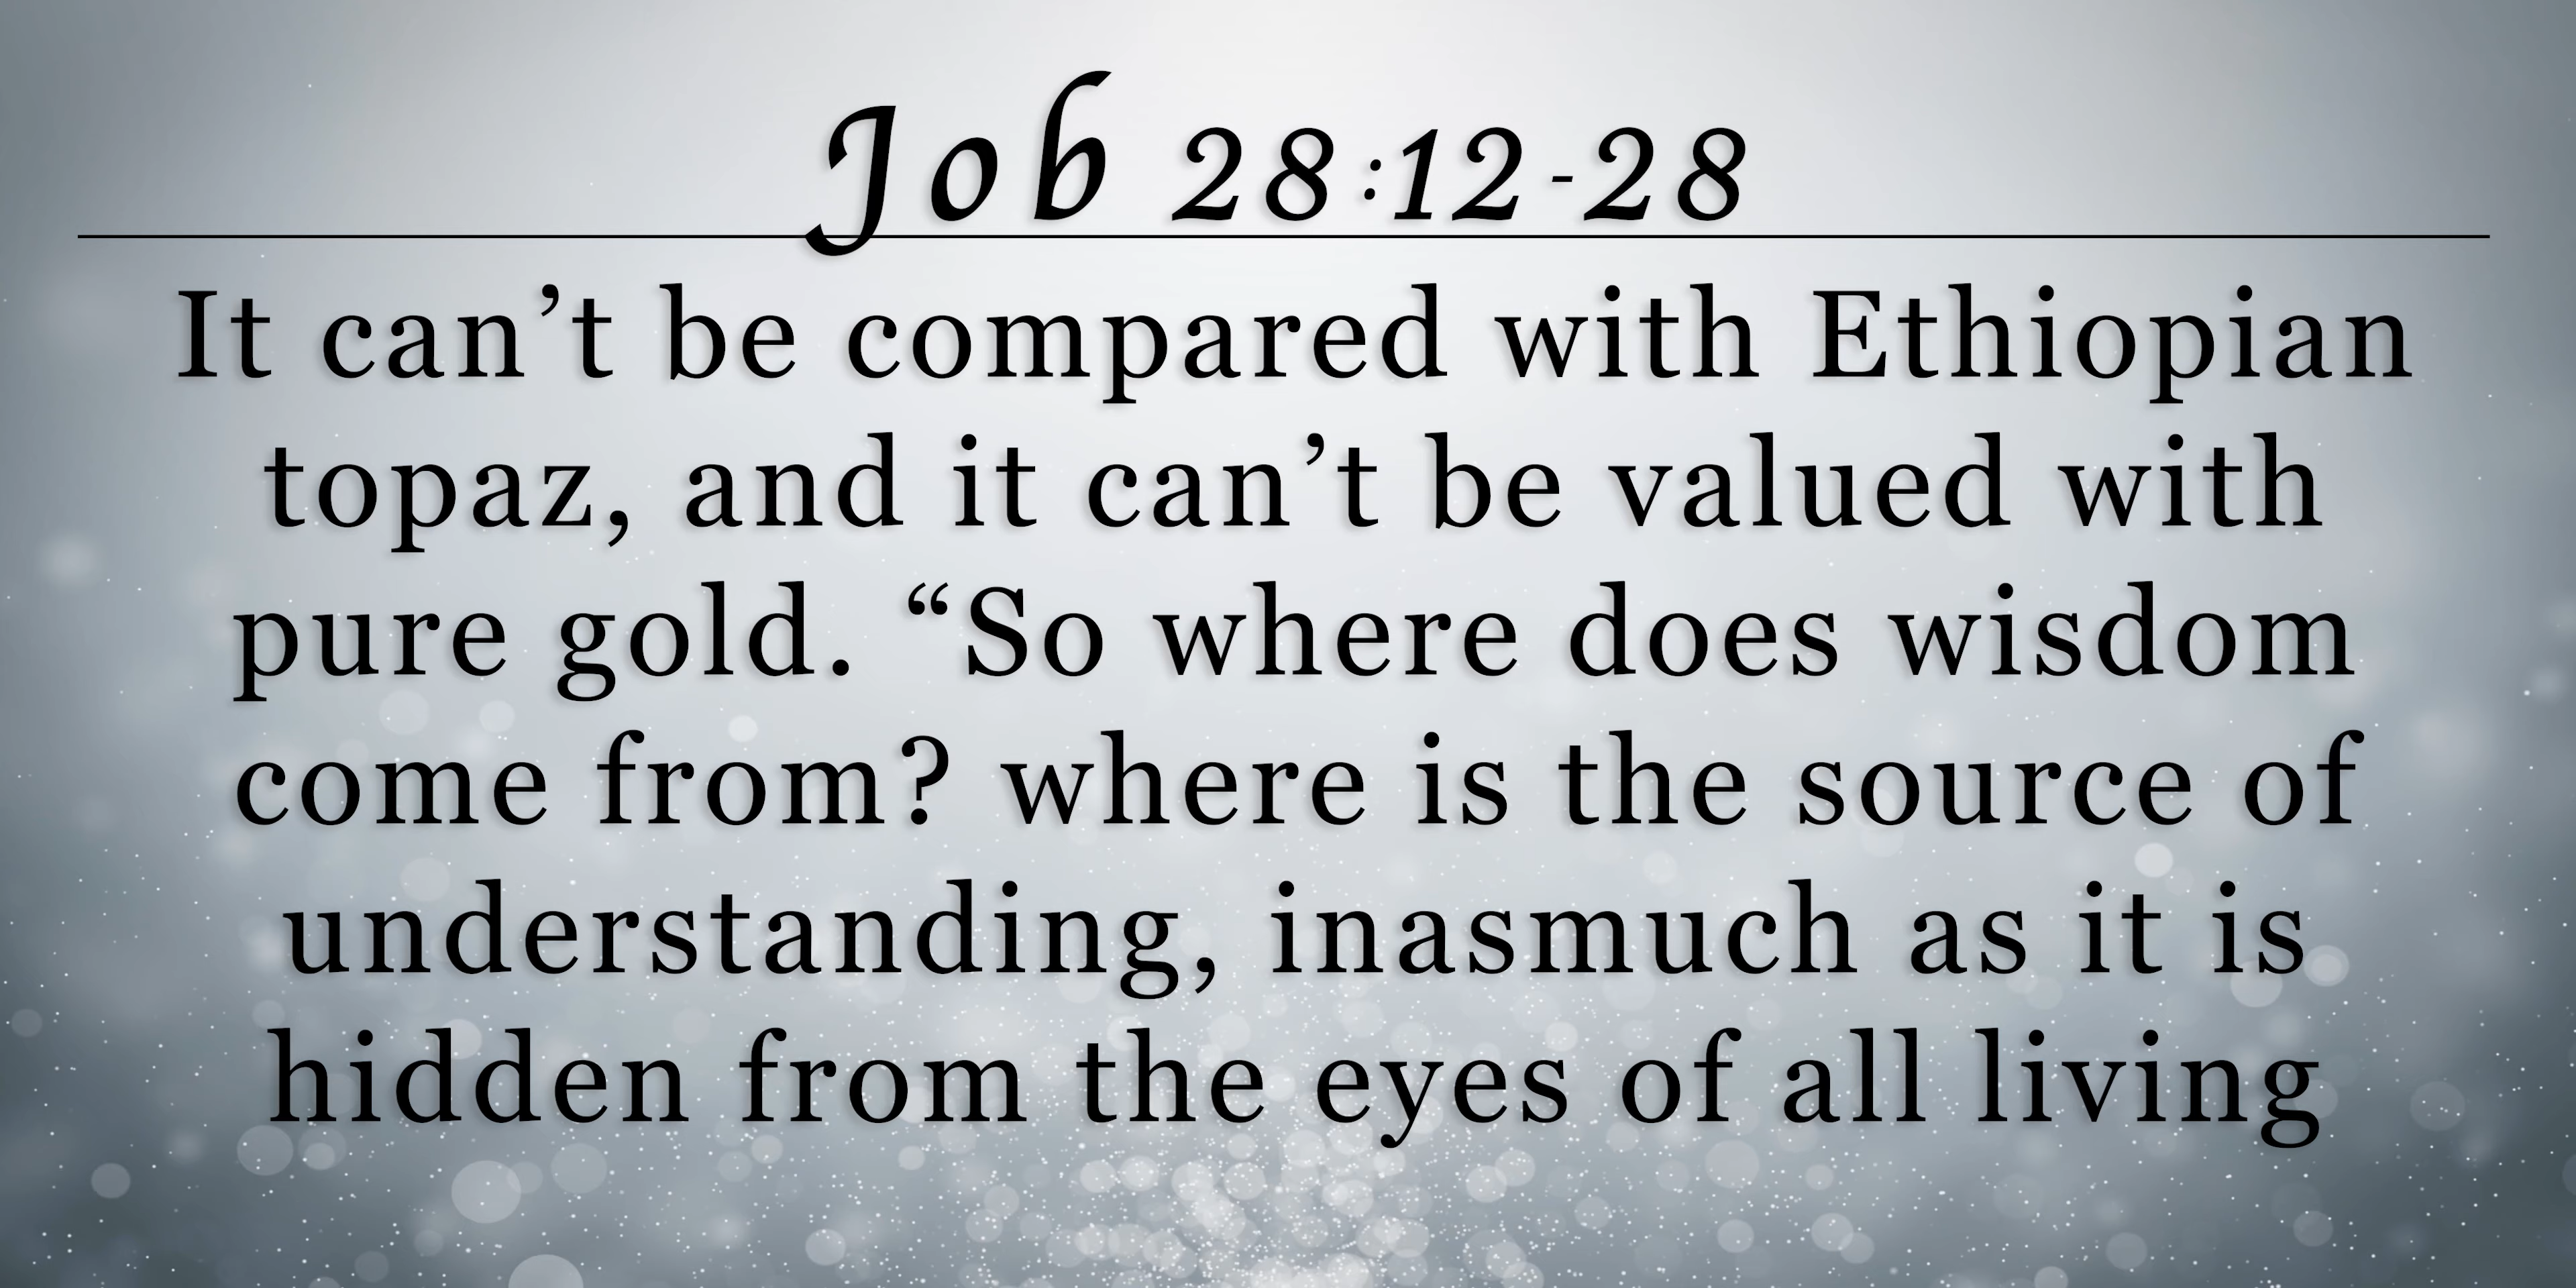 Job 28:12-28
It can’t be compared with Ethiopian
topaz, and it can’t be valued with
pure gold. “So where does wisdom
come from? where is the source of
understanding, inasmuch as it is
hidden from the eyes of all living